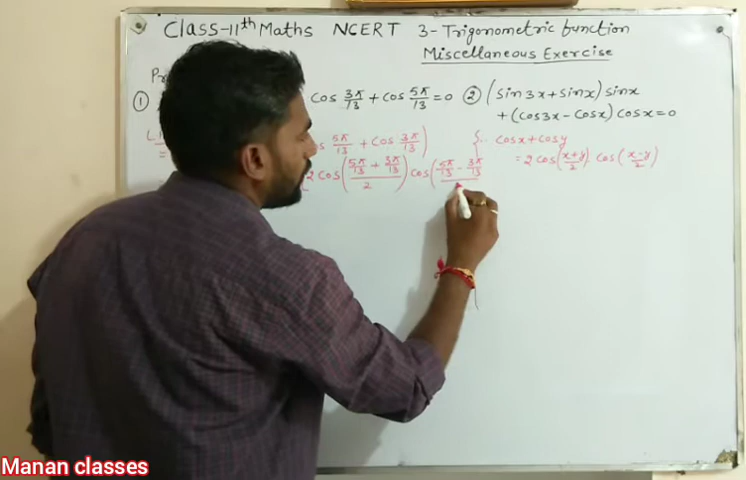 Class-11th Maths NCERT 3-Trigonometric function
Miscellaneous Exercise
① cos 3π/13 + cos 5π/13 = 0 ② (sin3x + sinx) sinx
+ (cos3x - cosx) cosx = 0
5π/13 + cos 3π/13) {∵ cosx + cosy
= 2 cos((5π/13 + 3π/13)/2) cos((5π/13 - 3π/13)/ = 2 cos((x+y)/2) . cos((x-y)/2)
Manan classes